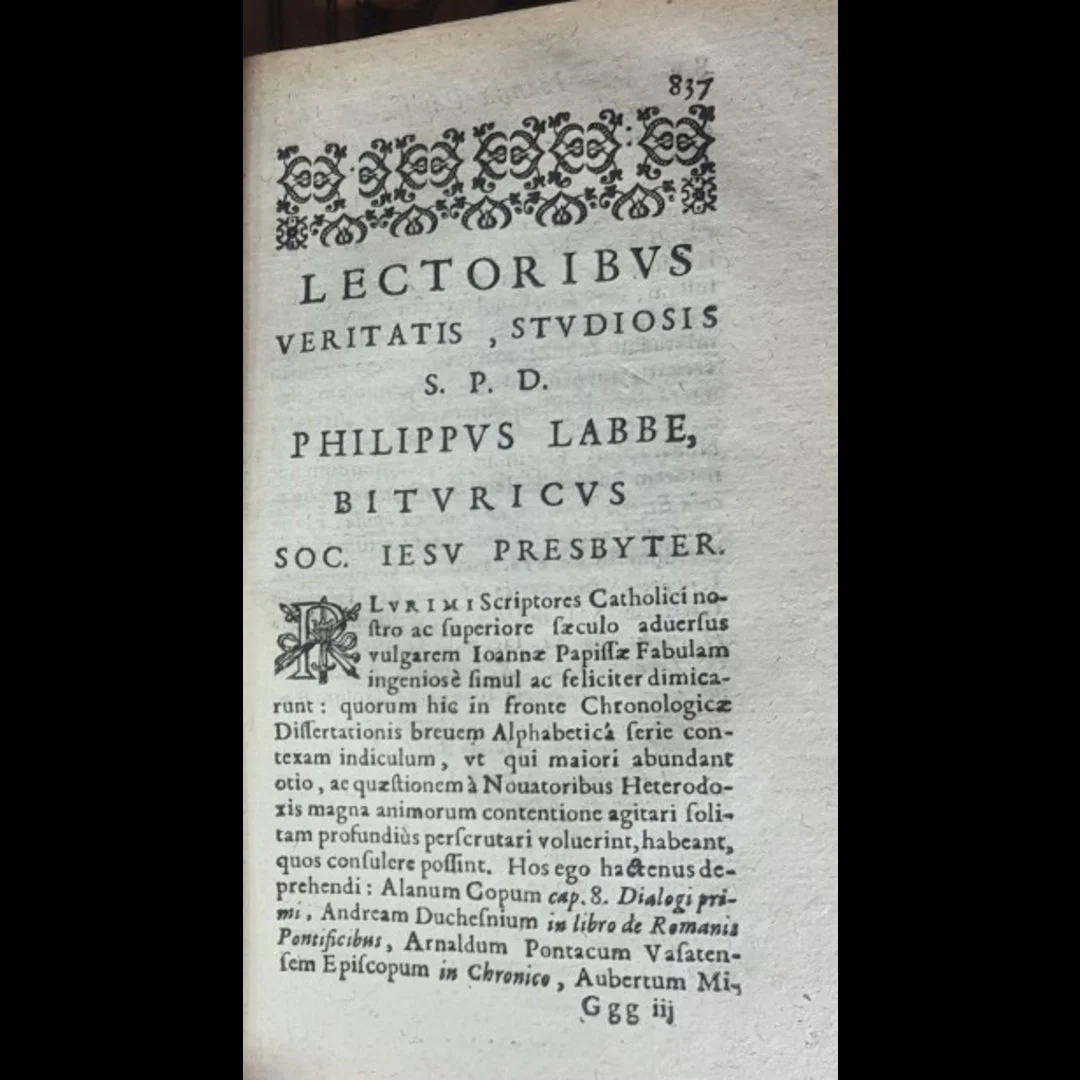 837
LECTORIBVS
VERITATIS , STVDIOSIS
S. P. D.
PHILIPPVS LABBE,
BITVRICVS
SOC. IESV PRESBYTER.
PLVRIMI Scriptores Catholici no-
ſtro ac ſuperiore ſæculo aduerſus
vulgarem Ioannæ Papiſſæ Fabulam
ingeniosè ſimul ac feliciter dimica-
runt : quorum hic in fronte Chronologicæ
Diſſertationis breuem Alphabeticâ ſerie con-
texam indiculum, vt qui maiori abundant
otio, ac quæſtionem à Nouatoribus Heterodo-
xis magna animorum contentione agitari ſoli-
tam profundiùs perſcrutari voluerint, habeant,
quos conſulere poſſint. Hos ego hactenus de-
prehendi : Alanum Copum cap. 8. Dialogi pri-
mi, Andream Ducheſnium in libro de Romanis
Pontificibus, Arnaldum Pontacum Vaſaten-
ſem Epiſcopum in Chronico, Aubertum Mi-
Ggg iij